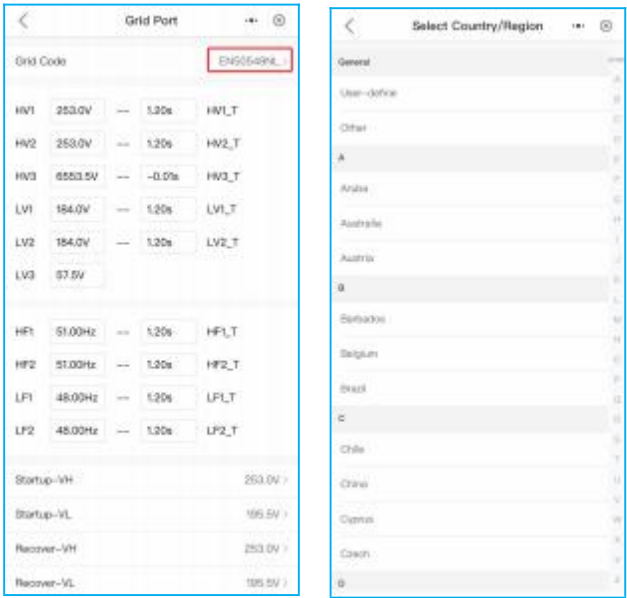 Grid Port
Grid Code EN50549NL
HV1 253.0V — 1.20s HV1_T
HV2 253.0V — 1.20s HV2_T
HV3 6553.5V — -0.01s HV3_T
LV1 184.0V — 1.20s LV1_T
LV2 184.0V — 1.20s LV2_T
LV3 57.5V
HF1 51.00Hz — 1.20s HF1_T
HF2 51.00Hz — 1.20s HF2_T
LF1 48.00Hz — 1.20s LF1_T
LF2 48.00Hz — 1.20s LF2_T
Startup-VH 253.0V
Startup-VL 195.5V
Recover-VH 253.0V
Recover-VL 195.5V
Select Country/Region
General
User-define
Other
A
Aruba
Australia
Austria
B
Barbados
Belgium
Brazil
C
Chile
China
Cyprus
Czech
D